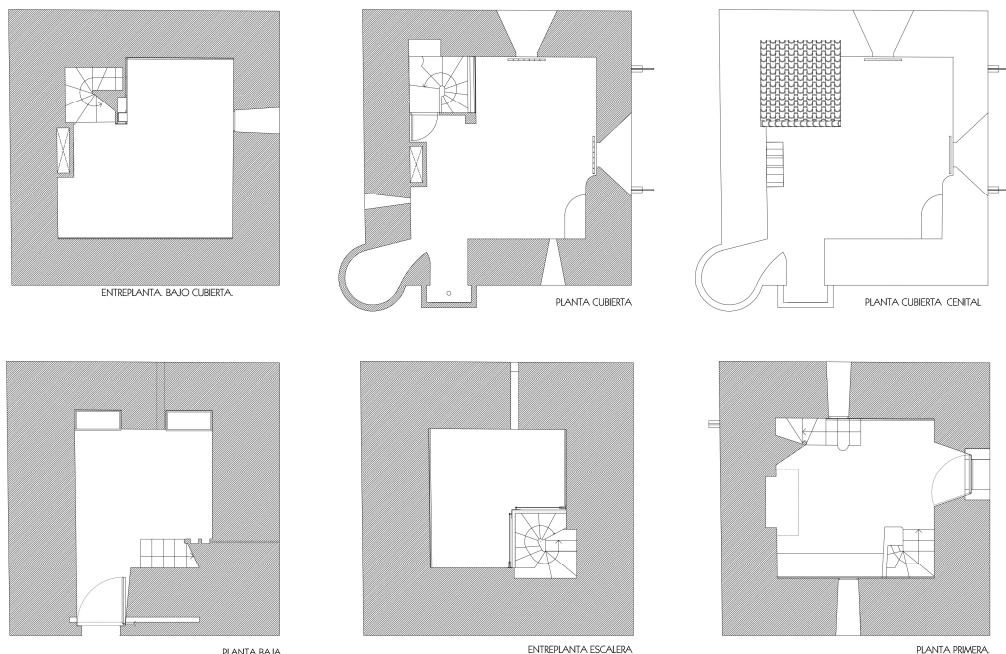 ENTREPLANTA. BAJO CUBIERTA.
PLANTA CUBIERTA
PLANTA CUBIERTA CENITAL
PLANTA BAJA
ENTREPLANTA ESCALERA
PLANTA PRIMERA.